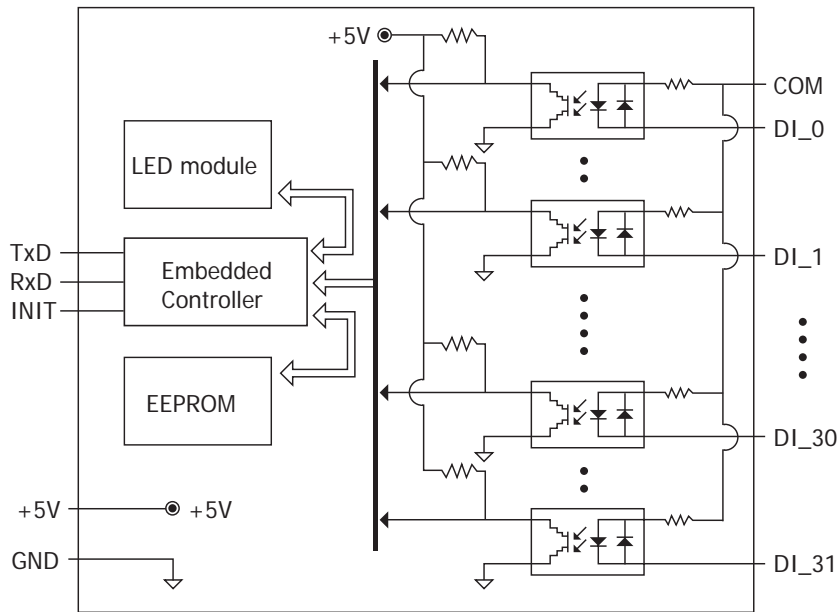 +5V
COM
DI_0
LED module
TxD
RxD
INIT
Embedded
Controller
DI_1
EEPROM
DI_30
+5V
+5V
GND
DI_31